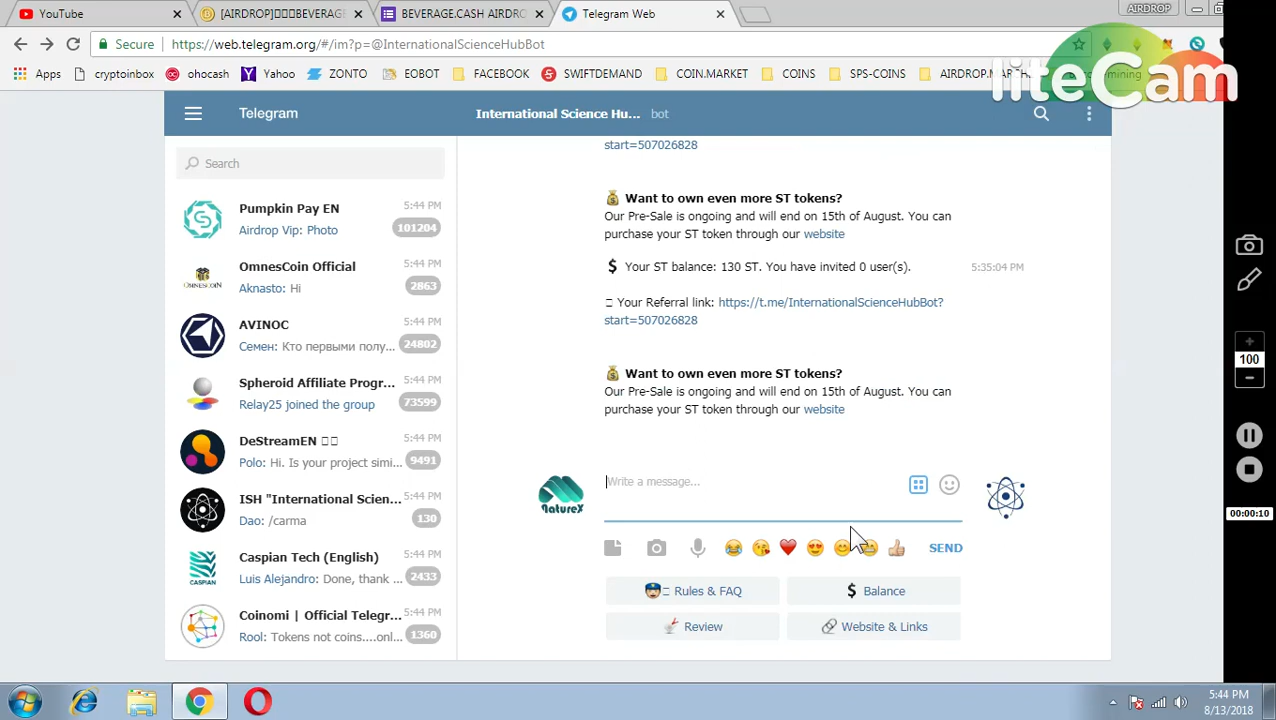 YouTube
[AIRDROP]▯▯▯BEVERAGE
BEVERAGE.CASH AIRDR
Telegram Web
AIRDROP
Secure
https://web.telegram.org/#/im?p=@InternationalScienceHubBot
Apps
cryptoinbox
ohocash
Yahoo
ZONTO
EOBOT
FACEBOOK
SWIFTDEMAND
COIN.MARKET
COINS
SPS-COINS
liteCam
Telegram
International Science Hu... bot
Search
Pumpkin Pay EN 5:44 PM
Airdrop Vip: Photo 101204
OmnesCoin Official 5:44 PM
Aknasto: Hi 2863
AVINOC 5:44 PM
Семен: Кто первыми полу... 24802
Spheroid Affiliate Progr... 5:44 PM
Relay25 joined the group 73599
DeStreamEN ▯▯ 5:44 PM
Polo: Hi. Is your project simi... 9491
ISH "International Scien... 5:44 PM
Dao: /carma 130
Caspian Tech (English) 5:44 PM
Luis Alejandro: Done, thank ... 2433
Coinomi | Official Telegr... 5:44 PM
Rool: Tokens not coins....onl... 1360
start=507026828
💰 Want to own even more ST tokens?
Our Pre-Sale is ongoing and will end on 15th of August. You can
purchase your ST token through our website
$ Your ST balance: 130 ST. You have invited 0 user(s). 5:35:04 PM
▯ Your Referral link: https://t.me/InternationalScienceHubBot?
start=507026828
💰 Want to own even more ST tokens?
Our Pre-Sale is ongoing and will end on 15th of August. You can
purchase your ST token through our website
NatureX
Write a message...
SEND
Rules & FAQ
$ Balance
Review
Website & Links
100
00:00:10
5:44 PM
8/13/2018